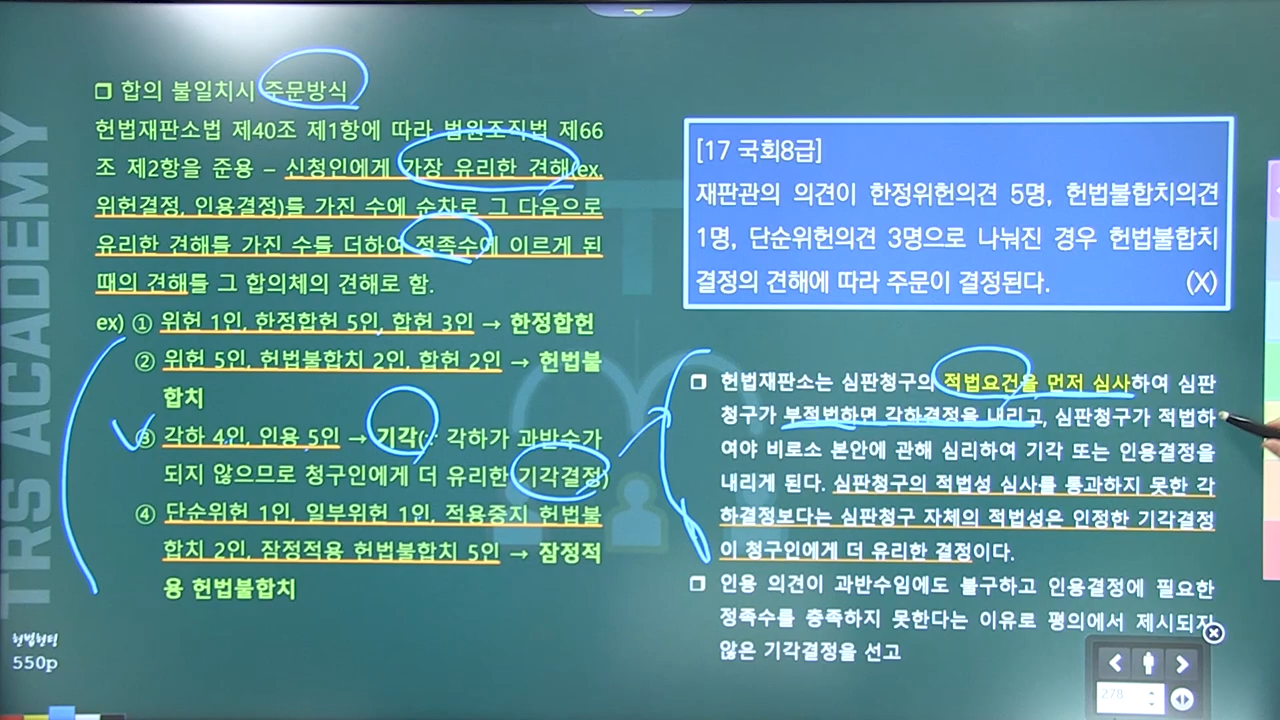 TRS ACADEMY
❐ 합의 불일치시 주문방식
헌법재판소법 제40조 제1항에 따라 법원조직법 제66
조 제2항을 준용 – 신청인에게 가장 유리한 견해(ex.
위헌결정, 인용결정)를 가진 수에 순차로 그 다음으로
유리한 견해를 가진 수를 더하여 정족수에 이르게 된
때의 견해를 그 합의체의 견해로 함.
ex) ① 위헌 1인, 한정합헌 5인, 합헌 3인 → 한정합헌
② 위헌 5인, 헌법불합치 2인, 합헌 2인 → 헌법불
합치
③ 각하 4인, 인용 5인 → 기각(∵ 각하가 과반수가
되지 않으므로 청구인에게 더 유리한 기각결정)
④ 단순위헌 1인, 일부위헌 1인, 적용중지 헌법불
합치 2인, 잠정적용 헌법불합치 5인 → 잠정적
용 헌법불합치
550p
[17 국회8급]
재판관의 의견이 한정위헌의견 5명, 헌법불합치의견
1명, 단순위헌의견 3명으로 나눠진 경우 헌법불합치
결정의 견해에 따라 주문이 결정된다. (X)
❐ 헌법재판소는 심판청구의 적법요건을 먼저 심사하여 심판
청구가 부적법하면 각하결정을 내리고, 심판청구가 적법하
여야 비로소 본안에 관해 심리하여 기각 또는 인용결정을
내리게 된다. 심판청구의 적법성 심사를 통과하지 못한 각
하결정보다는 심판청구 자체의 적법성은 인정한 기각결정
이 청구인에게 더 유리한 결정이다.
❐ 인용 의견이 과반수임에도 불구하고 인용결정에 필요한
정족수를 충족하지 못한다는 이유로 평의에서 제시되지
않은 기각결정을 선고
278